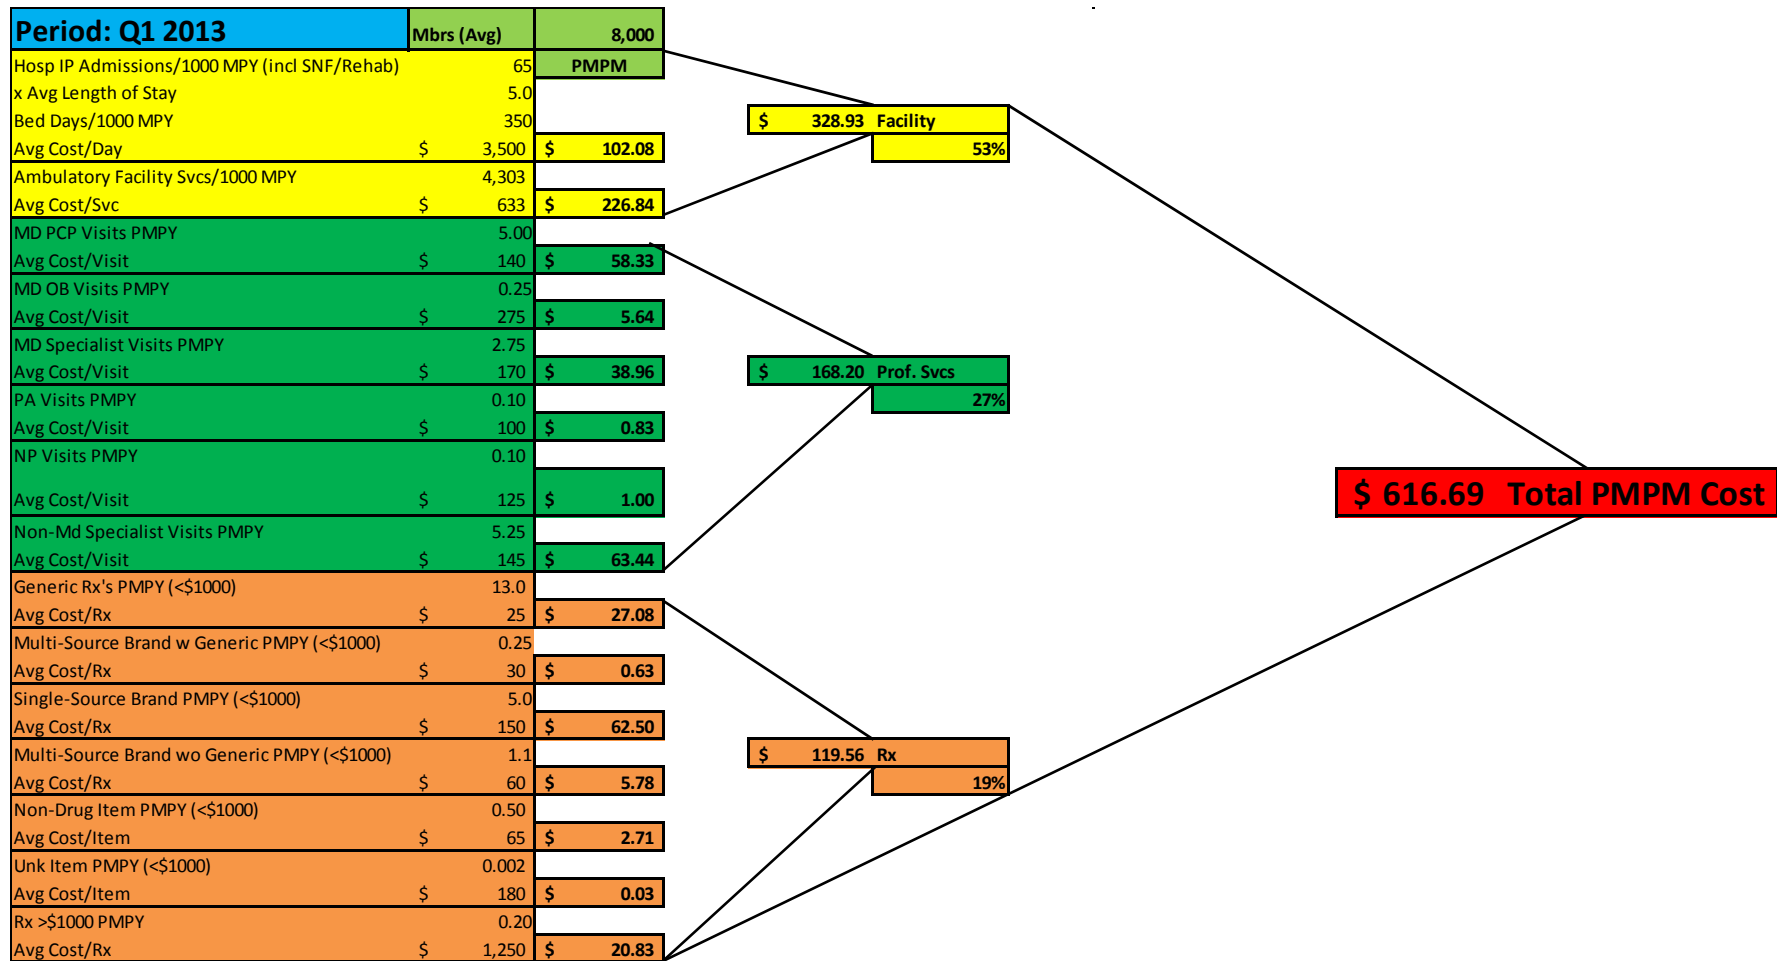 Period: Q1 2013 Mbrs (Avg) 8,000
Hosp IP Admissions/1000 MPY (incl SNF/Rehab) 65 PMPM
x Avg Length of Stay 5.0
Bed Days/1000 MPY 350 $ 328.93 Facility
Avg Cost/Day $ 3,500 $ 102.08 53%
Ambulatory Facility Svcs/1000 MPY 4,303
Avg Cost/Svc $ 633 $ 226.84
MD PCP Visits PMPY 5.00
Avg Cost/Visit $ 140 $ 58.33
MD OB Visits PMPY 0.25
Avg Cost/Visit $ 275 $ 5.64
MD Specialist Visits PMPY 2.75
Avg Cost/Visit $ 170 $ 38.96 $ 168.20 Prof. Svcs
PA Visits PMPY 0.10 27%
Avg Cost/Visit $ 100 $ 0.83
NP Visits PMPY 0.10
Avg Cost/Visit $ 125 $ 1.00 $ 616.69 Total PMPM Cost
Non-Md Specialist Visits PMPY 5.25
Avg Cost/Visit $ 145 $ 63.44
Generic Rx's PMPY (<$1000) 13.0
Avg Cost/Rx $ 25 $ 27.08
Multi-Source Brand w Generic PMPY (<$1000) 0.25
Avg Cost/Rx $ 30 $ 0.63
Single-Source Brand PMPY (<$1000) 5.0
Avg Cost/Rx $ 150 $ 62.50
Multi-Source Brand wo Generic PMPY (<$1000) 1.1 $ 119.56 Rx
Avg Cost/Rx $ 60 $ 5.78 19%
Non-Drug Item PMPY (<$1000) 0.50
Avg Cost/Item $ 65 $ 2.71
Unk Item PMPY (<$1000) 0.002
Avg Cost/Item $ 180 $ 0.03
Rx >$1000 PMPY 0.20
Avg Cost/Rx $ 1,250 $ 20.83